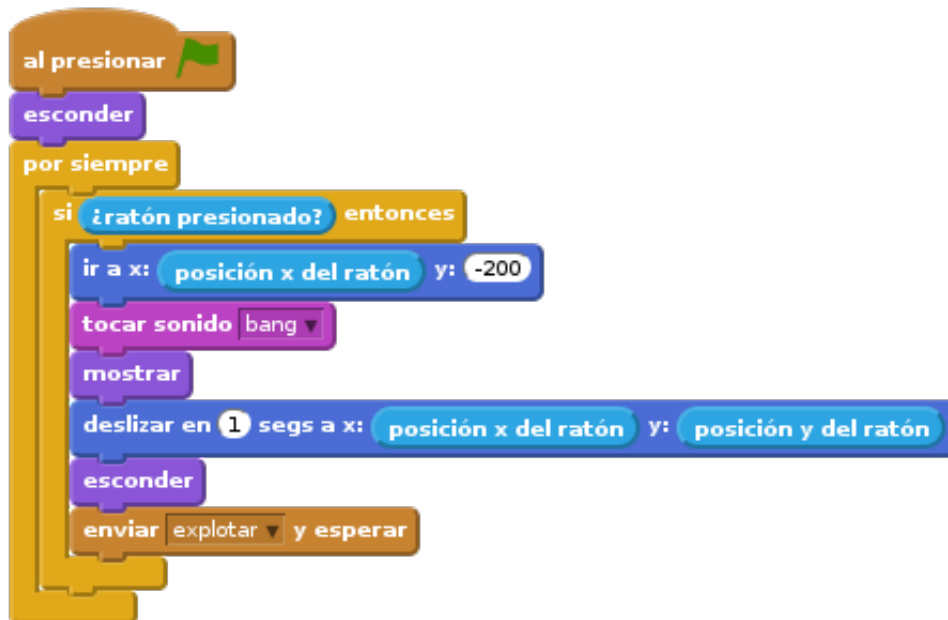 al presionar
esconder
por siempre
si ¿ratón presionado? entonces
ir a x: posición x del ratón y: -200
tocar sonido bang
mostrar
deslizar en 1 segs a x: posición x del ratón y: posición y del ratón
esconder
enviar explotar y esperar